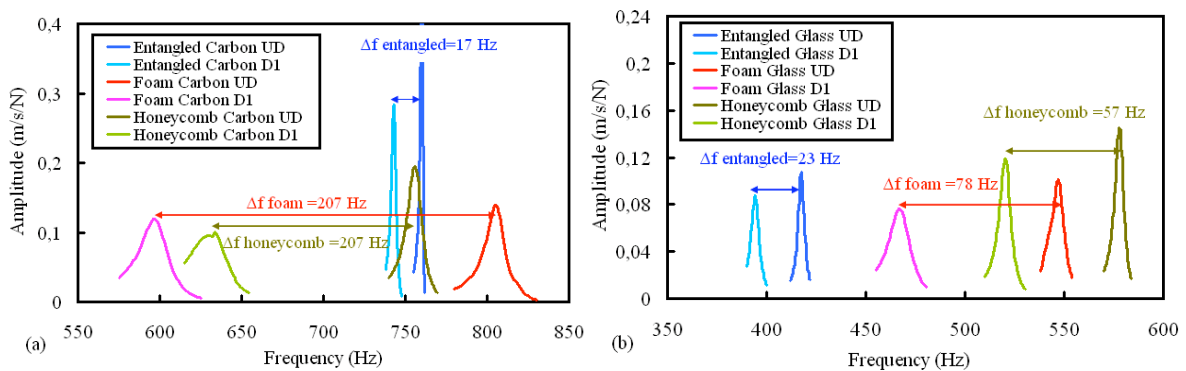 0,4
0,3
0,2
0,1
0
Amplitude (m/s/N)
Entangled Carbon UD
Entangled Carbon D1
Foam Carbon UD
Foam Carbon D1
Honeycomb Carbon UD
Honeycomb Carbon D1
Δf entangled=17 Hz
Δf foam =207 Hz
Δf honeycomb =207 Hz
550 600 650 700 750 800 850
(a)
Frequency (Hz)
0,24
0,2
0,16
0,12
0,08
0,04
0
Amplitude (m/s/N)
Entangled Glass UD
Entangled Glass D1
Foam Glass UD
Foam Glass D1
Honeycomb Glass UD
Honeycomb Glass D1
Δf honeycomb =57 Hz
Δf entangled=23 Hz
Δf foam =78 Hz
350 400 450 500 550 600
(b)
Frequency (Hz)